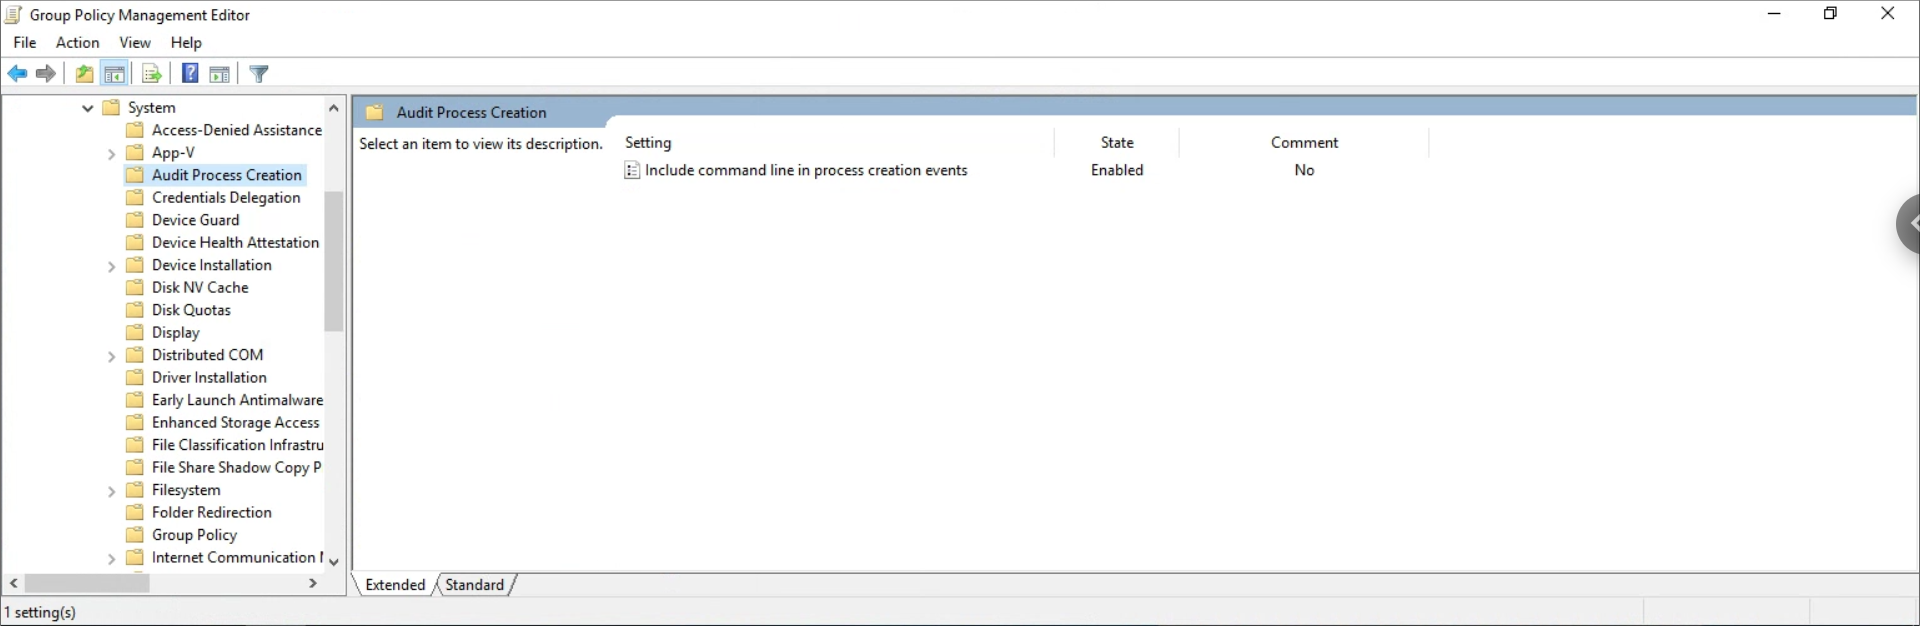 Group Policy Management Editor
File Action View Help
System
Access-Denied Assistance
App-V
Audit Process Creation
Credentials Delegation
Device Guard
Device Health Attestation
Device Installation
Disk NV Cache
Disk Quotas
Display
Distributed COM
Driver Installation
Early Launch Antimalware
Enhanced Storage Access
File Classification Infrastru
File Share Shadow Copy P
Filesystem
Folder Redirection
Group Policy
Internet Communication
Audit Process Creation
Select an item to view its description.
Setting State Comment
Include command line in process creation events Enabled No
Extended Standard
1 setting(s)